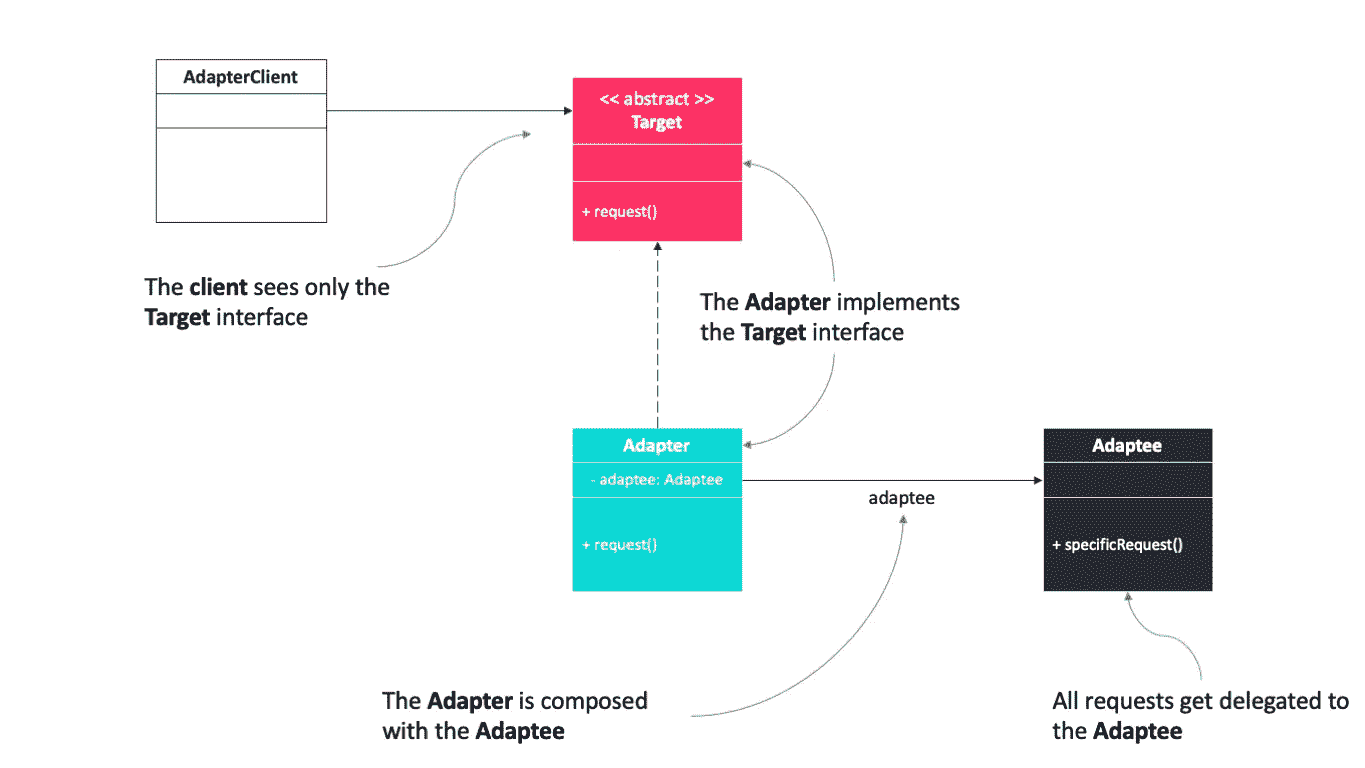 AdapterClient
<< abstract >>
Target
+ request()
The client sees only the
Target interface
The Adapter implements
the Target interface
Adapter
- adaptee: Adaptee
+ request()
adaptee
Adaptee
+ specificRequest()
The Adapter is composed
with the Adaptee
All requests get delegated to
the Adaptee